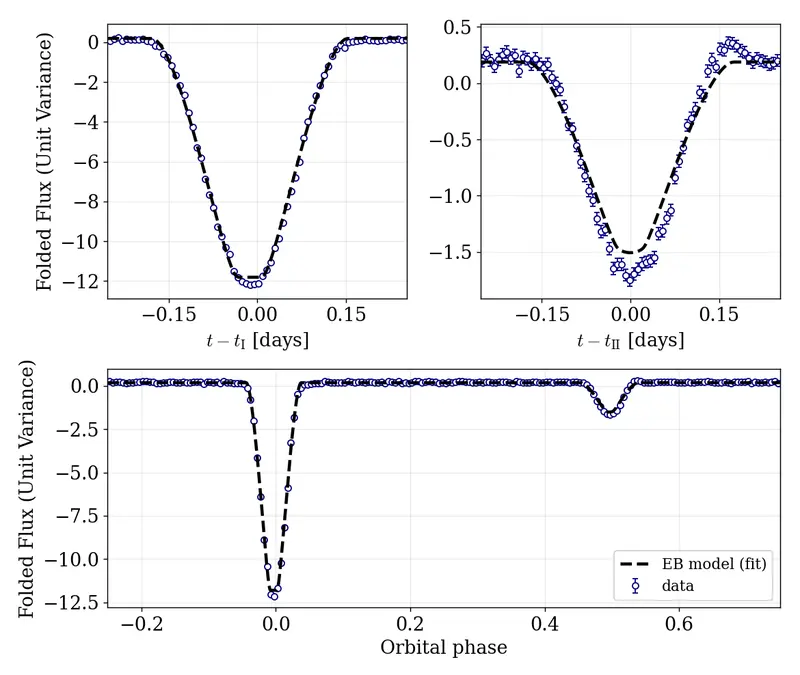 Folded Flux (Unit Variance)
0
−2
−4
−6
−8
−10
−12
−0.15 0.00 0.15
t − tI [days]
0.5
0.0
−0.5
−1.0
−1.5
−0.15 0.00 0.15
t − tII [days]
Folded Flux (Unit Variance)
0.0
−2.5
−5.0
−7.5
−10.0
−12.5
−0.2 0.0 0.2 0.4 0.6
Orbital phase
EB model (fit)
data